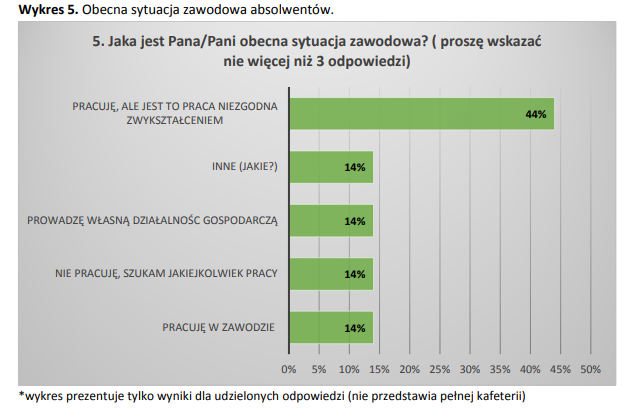 Wykres 5. Obecna sytuacja zawodowa absolwentów.
5. Jaka jest Pana/Pani obecna sytuacja zawodowa? ( proszę wskazać
nie więcej niż 3 odpowiedzi)
PRACUJĘ, ALE JEST TO PRACA NIEZGODNA
ZWYKSZTAŁCENIEM
44%
INNE (JAKIE?)
14%
PROWADZĘ WŁASNĄ DZIAŁALNOŚC GOSPODARCZĄ
14%
NIE PRACUJĘ, SZUKAM JAKIEJKOLWIEK PRACY
14%
PRACUJĘ W ZAWODZIE
14%
0% 5% 10% 15% 20% 25% 30% 35% 40% 45% 50%
*wykres prezentuje tylko wyniki dla udzielonych odpowiedzi (nie przedstawia pełnej kafeterii)